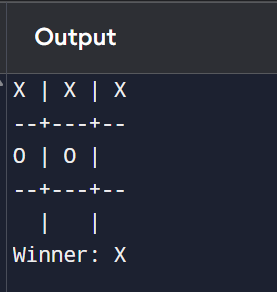 Output
X | X | X
--+---+--
O | O |
--+---+--
  |   |
Winner: X